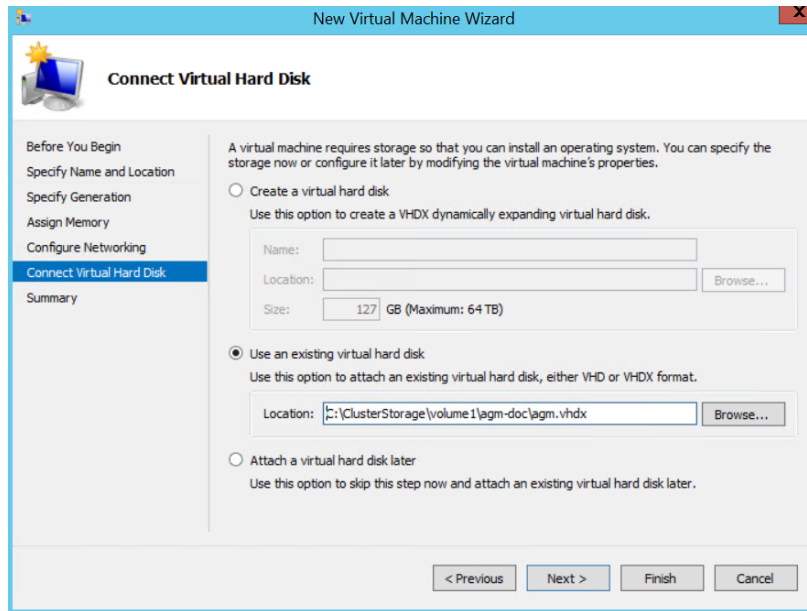 New Virtual Machine Wizard
X
Connect Virtual Hard Disk
Before You Begin
Specify Name and Location
Specify Generation
Assign Memory
Configure Networking
Connect Virtual Hard Disk
Summary
A virtual machine requires storage so that you can install an operating system. You can specify the
storage now or configure it later by modifying the virtual machine's properties.
Create a virtual hard disk
Use this option to create a VHDX dynamically expanding virtual hard disk.
Name:
Location:
Browse...
Size: 127 GB (Maximum: 64 TB)
Use an existing virtual hard disk
Use this option to attach an existing virtual hard disk, either VHD or VHDX format.
Location: C:\ClusterStorage\volume1\agm-doc\agm.vhdx Browse...
Attach a virtual hard disk later
Use this option to skip this step now and attach an existing virtual hard disk later.
< Previous Next > Finish Cancel